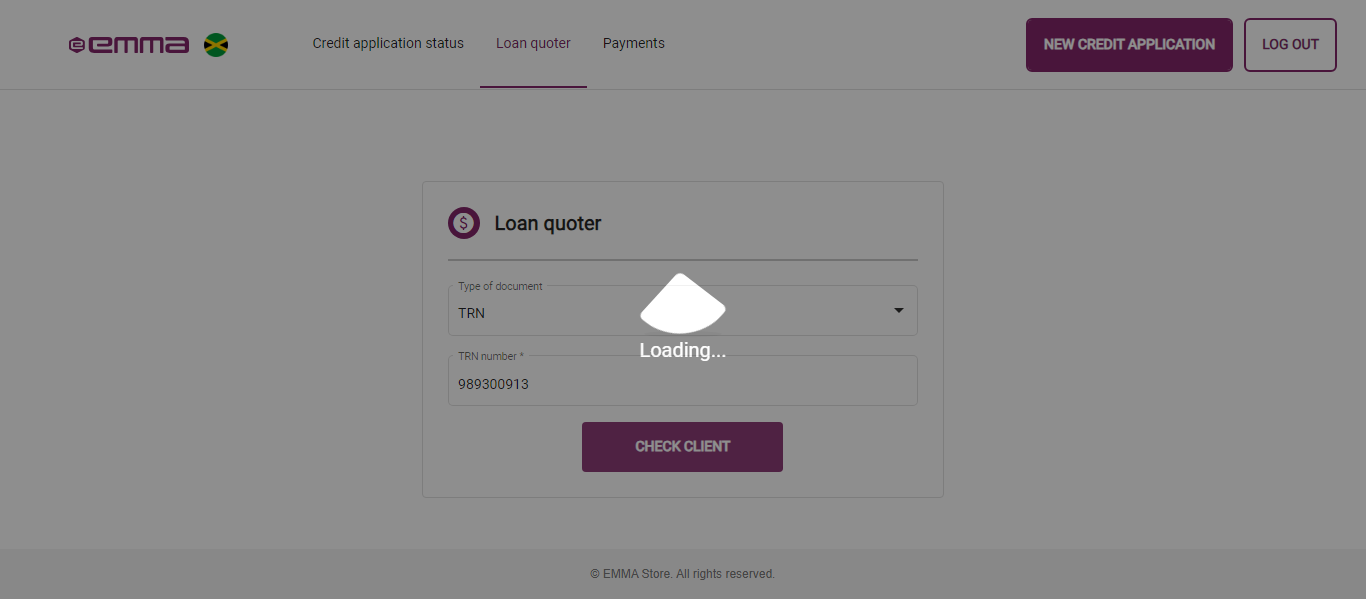 emma
Credit application status
Loan quoter
Payments
NEW CREDIT APPLICATION
LOG OUT
$ Loan quoter
Type of document
TRN
Loading...
TRN number *
989300913
CHECK CLIENT
© EMMA Store. All rights reserved.